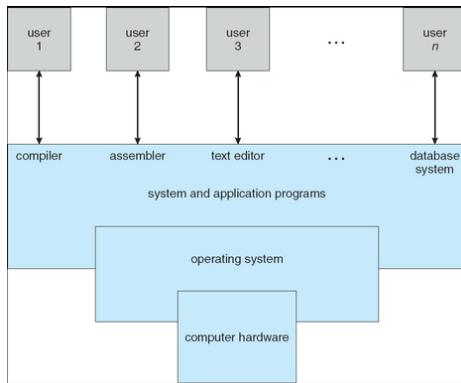 user
1
user
2
user
3
...
user
n
compiler
assembler
text editor
...
database
system
system and application programs
operating system
computer hardware